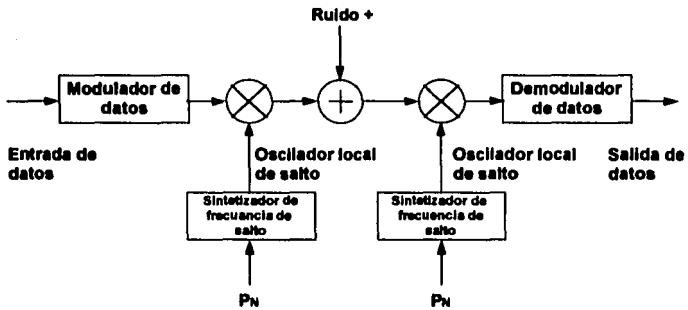 Ruido +
Modulador de
datos
Demodulador
de datos
Entrada de
datos
Oscilador local
de salto
Oscilador local
de salto
Salida de
datos
Sintetizador de
frecuancia de
salto
Sintetizador de
frecuencia de
salto
PN
PN